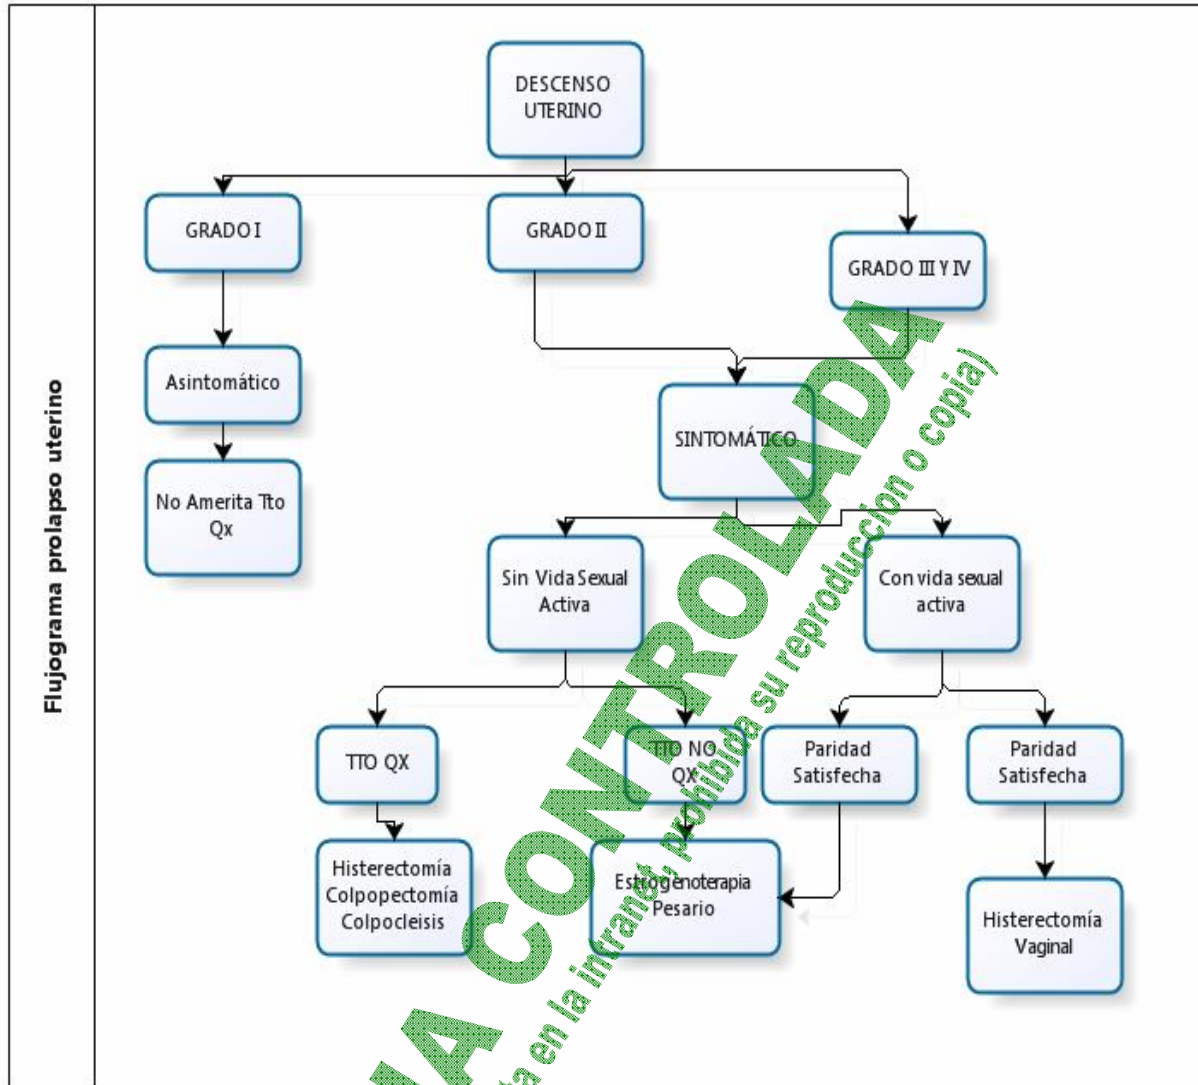 Flujograma prolapso uterino
DESCENSO
UTERINO
GRADO I
GRADO II
GRADO III Y IV
Asintomático
No Amerita Tto
Qx
SINTOMÁTICO
Sin Vida Sexual
Activa
Con vida sexual
activa
TTO QX
TTO NO
QX
Paridad
Satisfecha
Paridad
Satisfecha
Histerectomía
Colpopectomía
Colpocleisis
Estrogenoterapia
Pesario
Histerectomía
Vaginal
CONTROLADA
en la intranet, prohibida su reproduccion o copia)